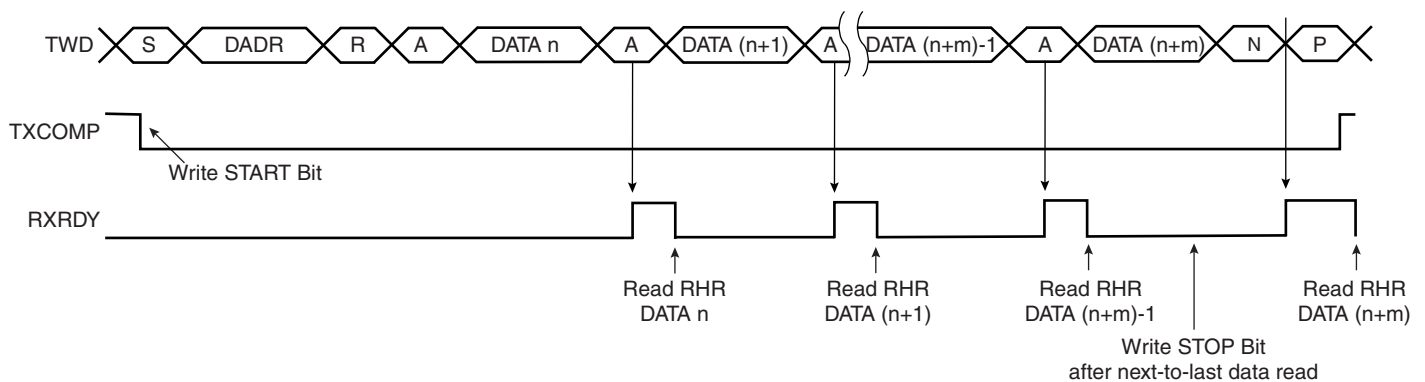 TWD S DADR R A DATA n A DATA (n+1) A DATA (n+m)-1 A DATA (n+m) N P
TXCOMP
Write START Bit
RXRDY
Read RHR
DATA n
Read RHR
DATA (n+1)
Read RHR
DATA (n+m)-1
Read RHR
DATA (n+m)
Write STOP Bit
after next-to-last data read